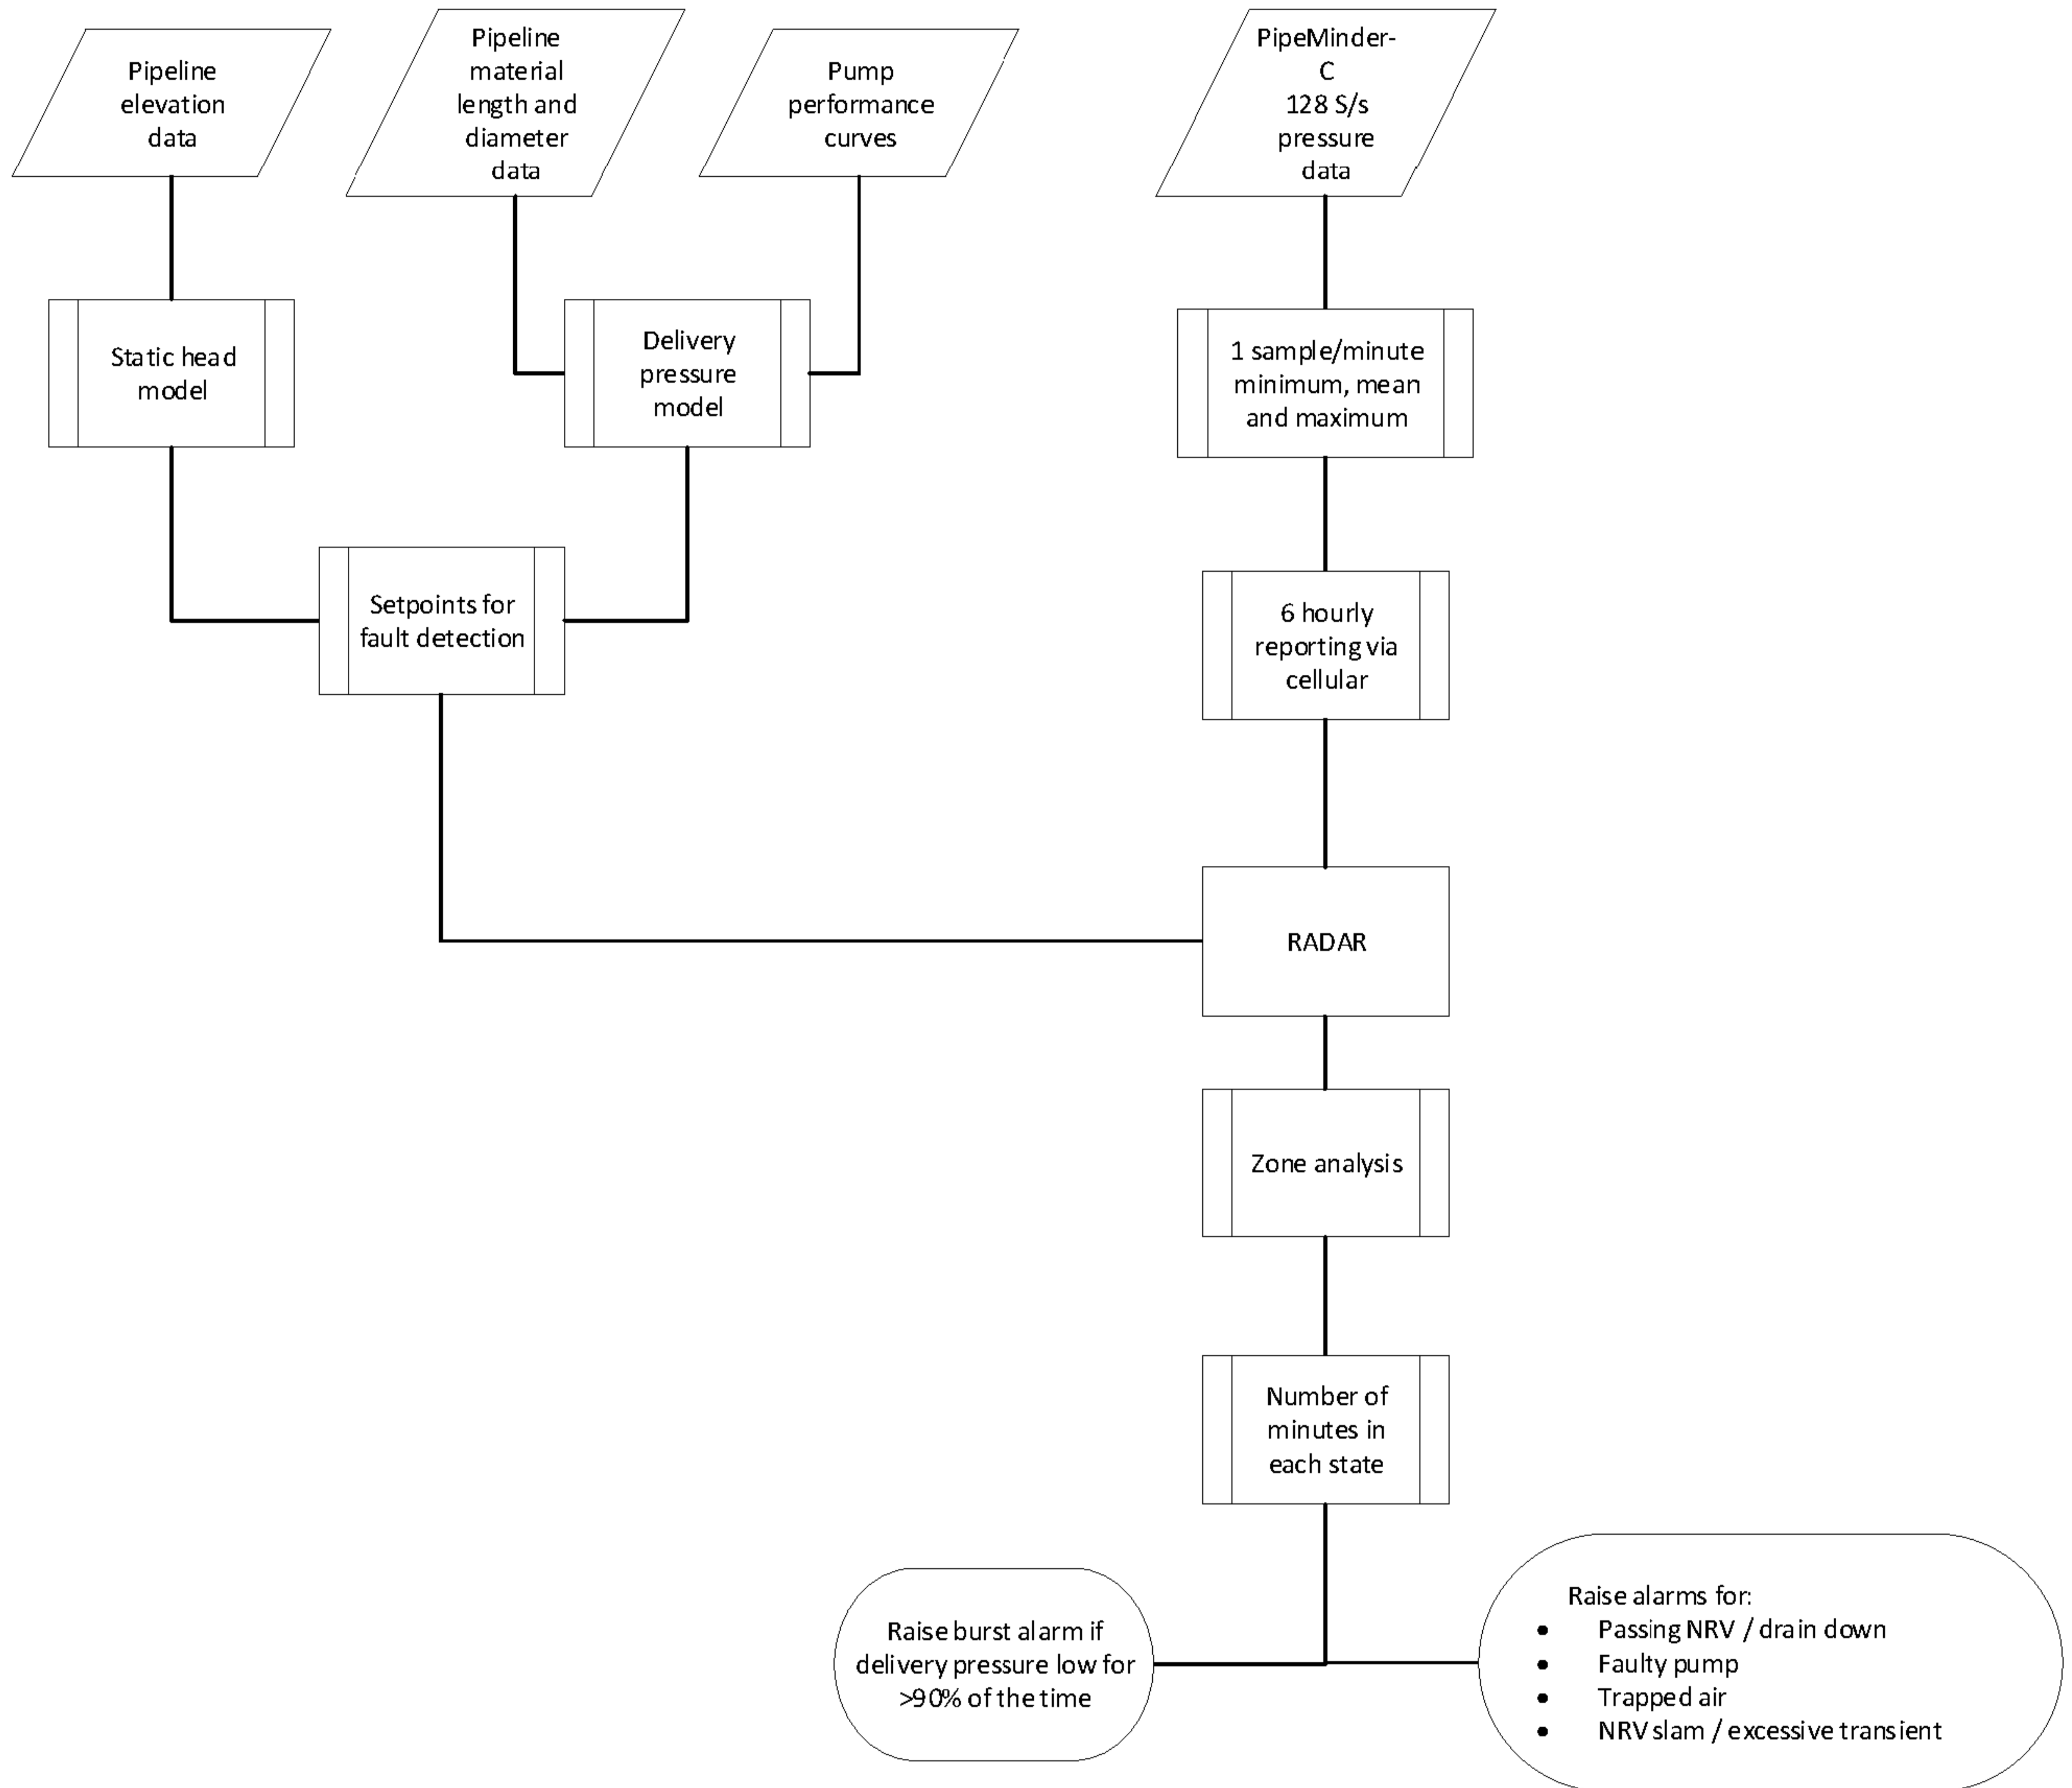 Pipeline
elevation
data
Pipeline
material
length and
diameter
data
Pump
performance
curves
PipeMinder-
C
128 S/s
pressure
data
Static head
model
Delivery
pressure
model
1 sample/minute
minimum, mean
and maximum
Setpoints for
fault detection
6 hourly
reporting via
cellular
RADAR
Zone analysis
Number of
minutes in
each state
Raise burst alarm if
delivery pressure low for
>90% of the time
Raise alarms for:
• Passing NRV / drain down
• Faulty pump
• Trapped air
• NRV slam / excessive transient